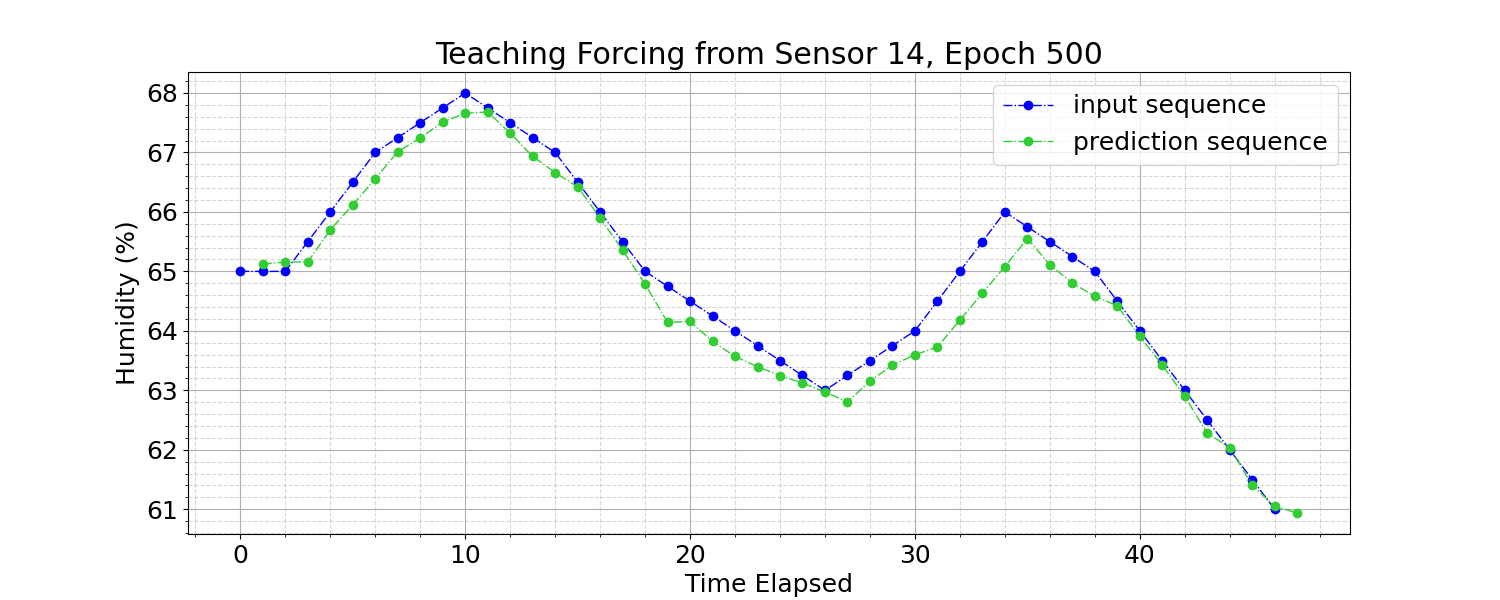 Teaching Forcing from Sensor 14, Epoch 500
input sequence
prediction sequence
Humidity (%)
68
67
66
65
64
63
62
61
0 10 20 30 40
Time Elapsed